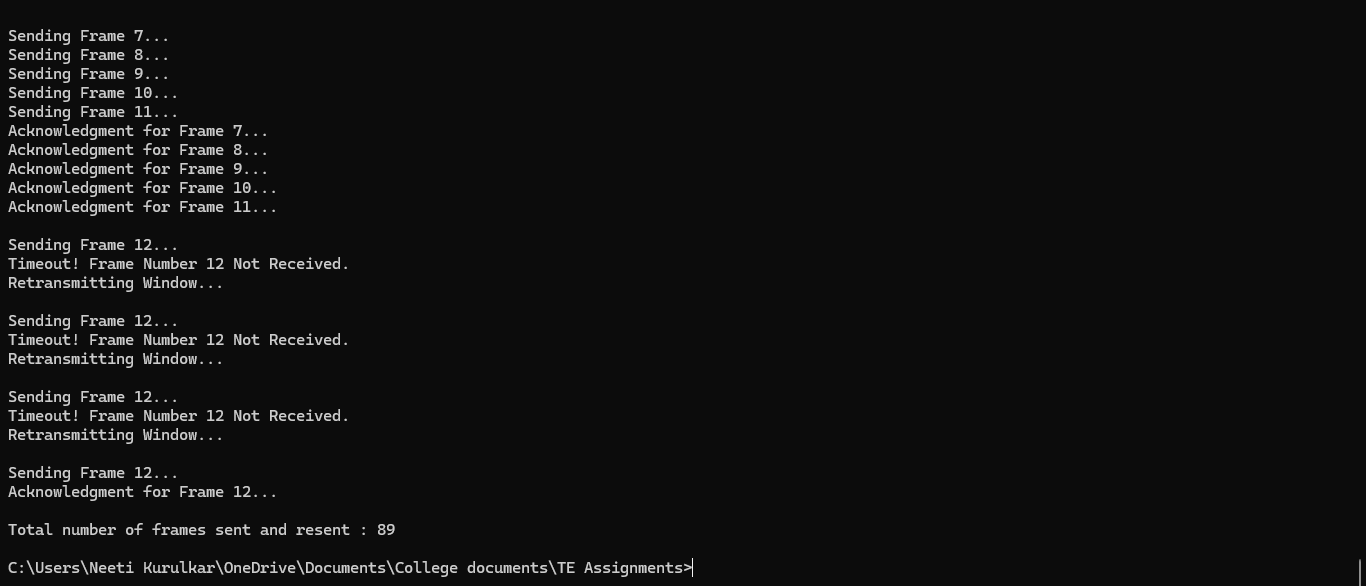 Sending Frame 7...
Sending Frame 8...
Sending Frame 9...
Sending Frame 10...
Sending Frame 11...
Acknowledgment for Frame 7...
Acknowledgment for Frame 8...
Acknowledgment for Frame 9...
Acknowledgment for Frame 10...
Acknowledgment for Frame 11...
Sending Frame 12...
Timeout! Frame Number 12 Not Received.
Retransmitting Window...
Sending Frame 12...
Timeout! Frame Number 12 Not Received.
Retransmitting Window...
Sending Frame 12...
Timeout! Frame Number 12 Not Received.
Retransmitting Window...
Sending Frame 12...
Acknowledgment for Frame 12...
Total number of frames sent and resent : 89
C:\Users\Neeti Kurulkar\OneDrive\Documents\College documents\TE Assignments>